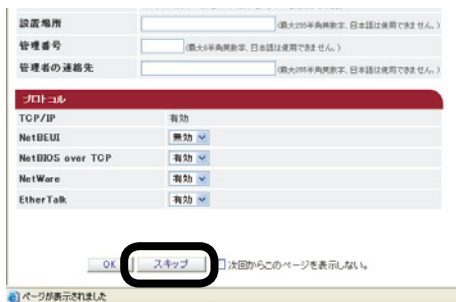 設置場所 (最大255半角英数字、日本語は使用できません。)
管理番号 (最大8半角英数字、日本語は使用できません。)
管理者の連絡先 (最大255半角英数字、日本語は使用できません。)
プロトコル
TCP/IP 有効
NetBEUI 無効
NetBIOS over TCP 有効
NetWare 有効
EtherTalk 有効
OK スキップ 次回からこのページを表示しない。
ページが表示されました